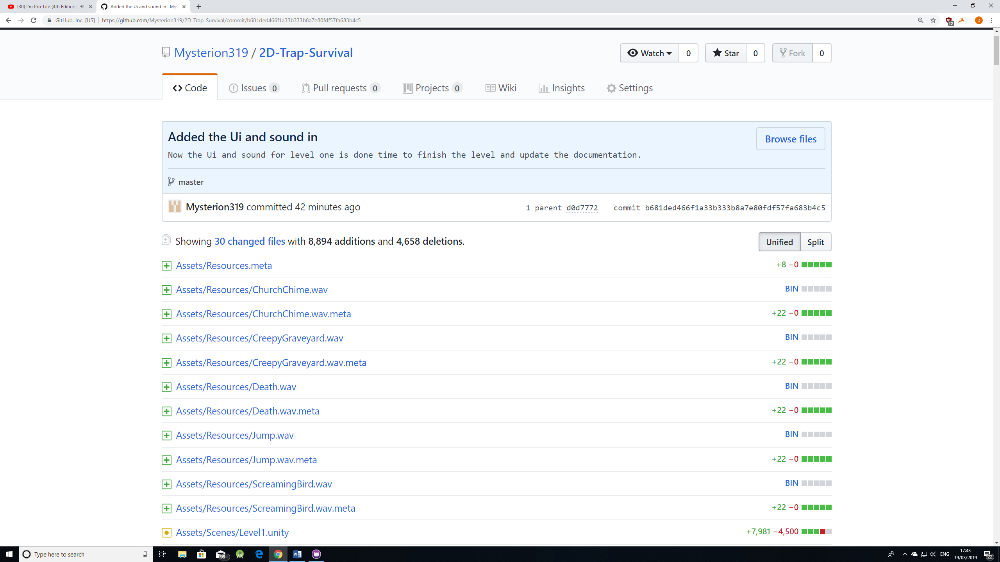 (30) I'm Pro-Life (4th Edition)
Added the Ui and sound in · Mys
GitHub, Inc. [US] https://github.com/Mysterion319/2D-Trap-Survival/commit/b681ded466f1a33b333b8a7e80fdf57fa683b4c5
12
D
Mysterion319 / 2D-Trap-Survival
Watch 0 Star 0 Fork 0
Code Issues 0 Pull requests 0 Projects 0 Wiki Insights Settings
Added the Ui and sound in
Browse files
Now the Ui and sound for level one is done time to finish the level and update the documentation.
master
Mysterion319 committed 42 minutes ago 1 parent d0d7772 commit b681ded466f1a33b333b8a7e80fdf57fa683b4c5
Showing 30 changed files with 8,894 additions and 4,658 deletions. Unified Split
Assets/Resources.meta +8 −0
Assets/Resources/ChurchChime.wav BIN
Assets/Resources/ChurchChime.wav.meta +22 −0
Assets/Resources/CreepyGraveyard.wav BIN
Assets/Resources/CreepyGraveyard.wav.meta +22 −0
Assets/Resources/Death.wav BIN
Assets/Resources/Death.wav.meta +22 −0
Assets/Resources/Jump.wav BIN
Assets/Resources/Jump.wav.meta +22 −0
Assets/Resources/ScreamingBird.wav BIN
Assets/Resources/ScreamingBird.wav.meta +22 −0
Assets/Scenes/Level1.unity +7,981 −4,500
Type here to search
99+
ENG
17:43
19/03/2019
22